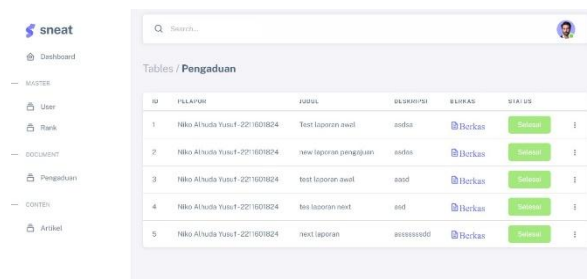 sneat
Search...
Dashboard
Tables / Pengaduan
MASTER
User
Rank
DOCUMENT
Pengaduan
CONTEN
Artikel
ID PELAPOR JUDUL DESKRIPSI BERKAS STATUS
1 Niko Alhuda Yusuf - 2211601824 Test laporan awal asdsa Berkas Selesai
2 Niko Alhuda Yusuf - 2211601824 new laporan pengajuan Berkas Selesai
3 Niko Alhuda Yusuf - 2211601824 test laporan awal aasd Berkas Selesai
4 Niko Alhuda Yusuf - 2211601824 tes laporan next asd Berkas Selesai
5 Niko Alhuda Yusuf - 2211601824 next laporan Berkas Selesai